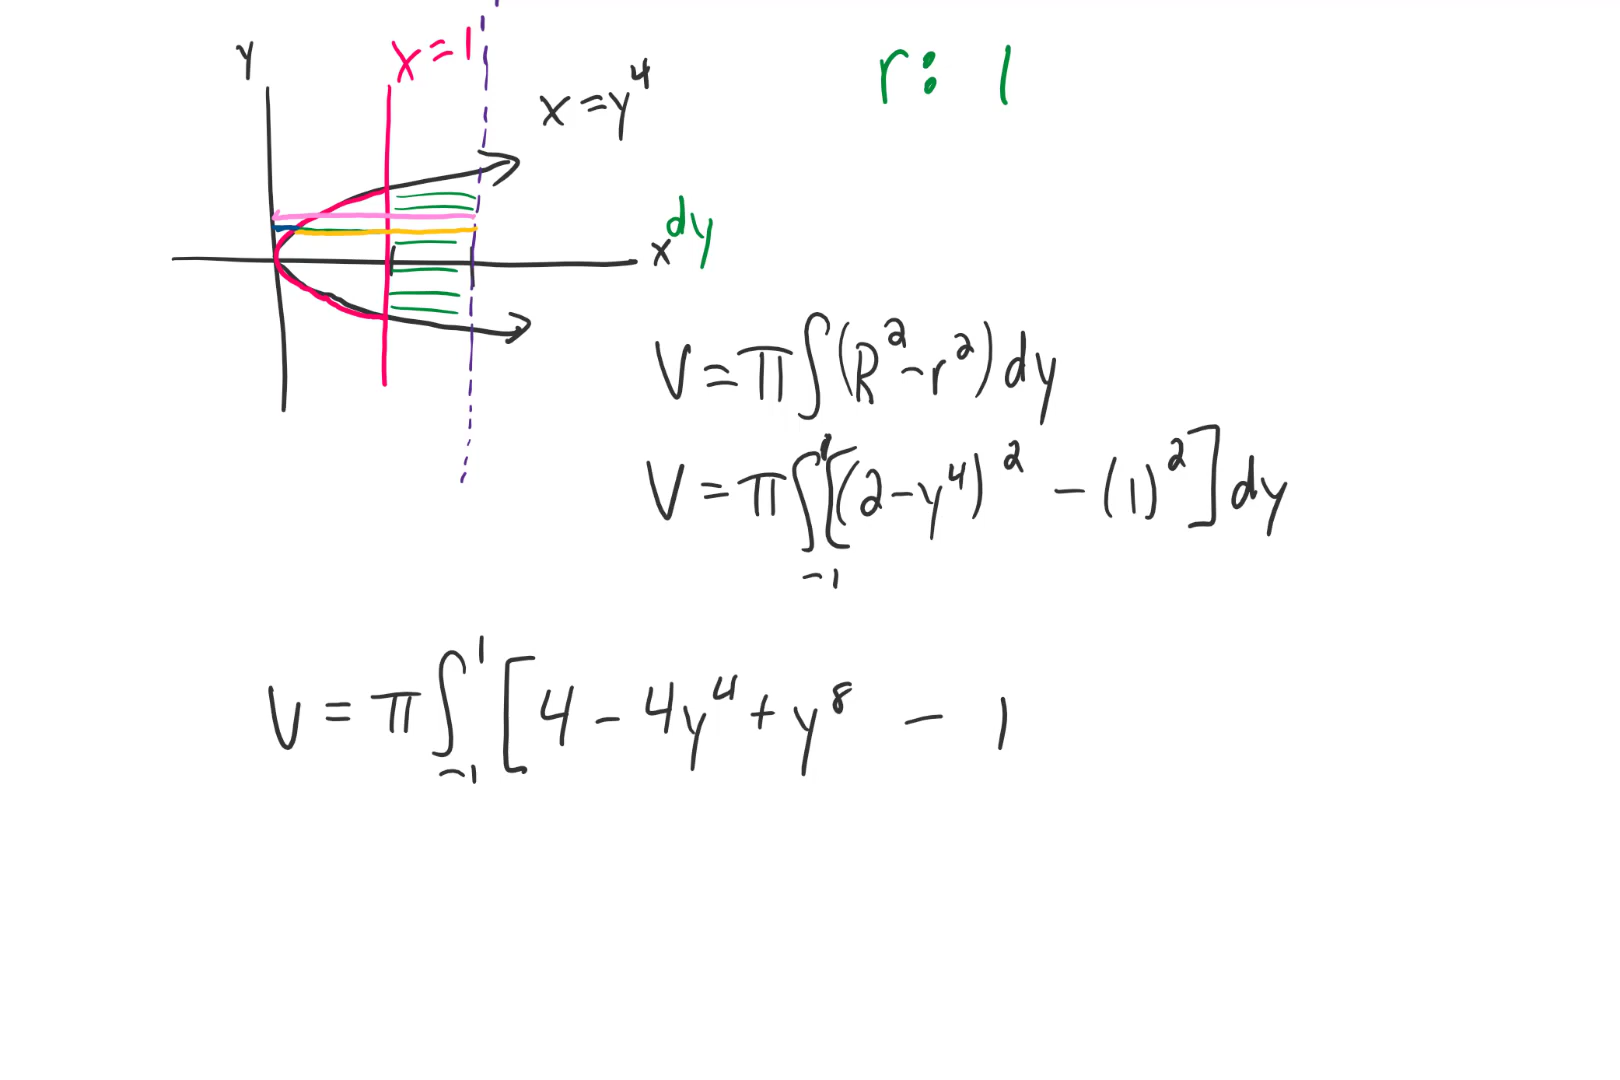 y
x=1
x=y⁴
r: 1
x
dy
V=π∫(R²-r²)dy
V=π∫₋₁¹[(2-y⁴)²-(1)²]dy
V=π∫₋₁¹[4-4y⁴+y⁸-1